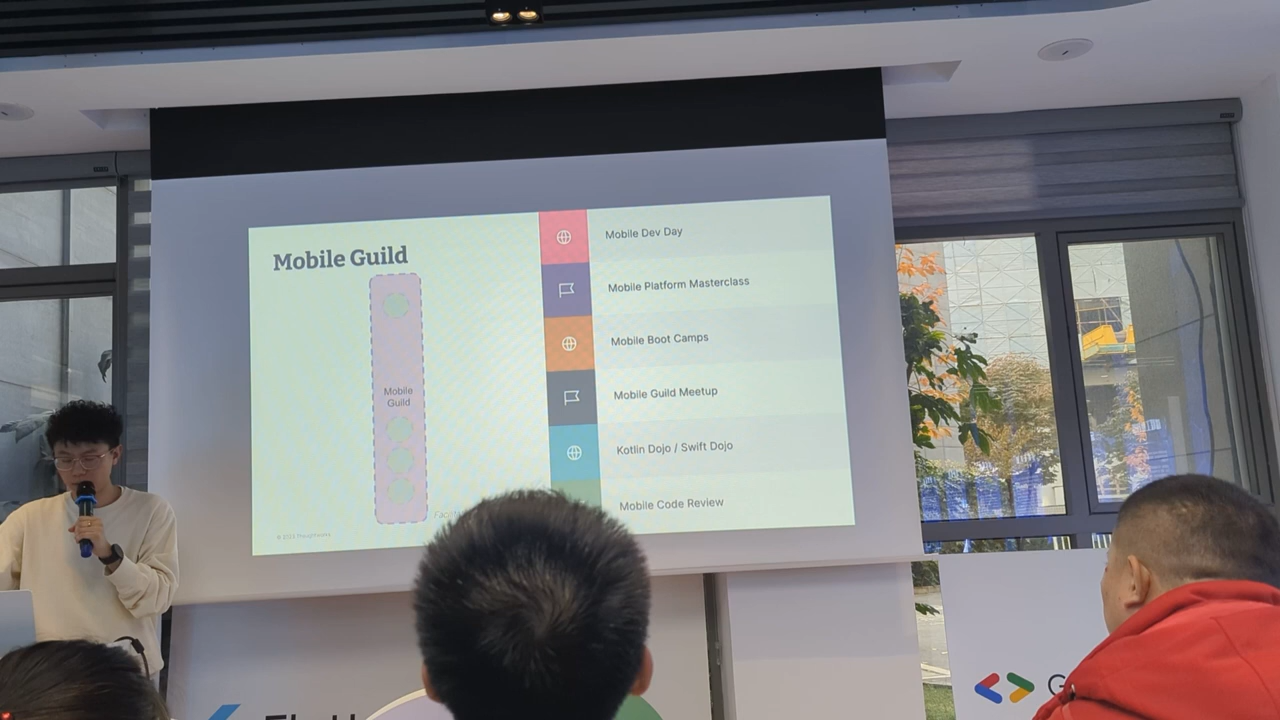 Mobile Guild
Mobile
Guild
Mobile Dev Day
Mobile Platform Masterclass
Mobile Boot Camps
Mobile Guild Meetup
Kotlin Dojo / Swift Dojo
Mobile Code Review